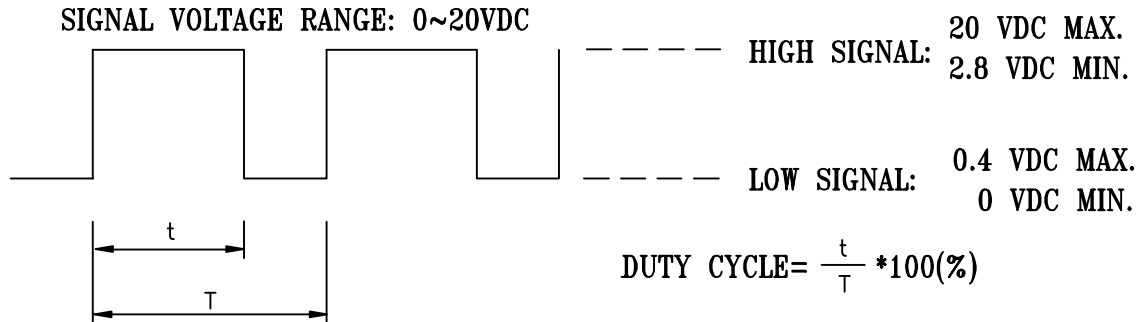 SIGNAL VOLTAGE RANGE: 0~20VDC
HIGH SIGNAL: 20 VDC MAX.
2.8 VDC MIN.
LOW SIGNAL: 0.4 VDC MAX.
0 VDC MIN.
t
T
DUTY CYCLE= t/T *100(%)